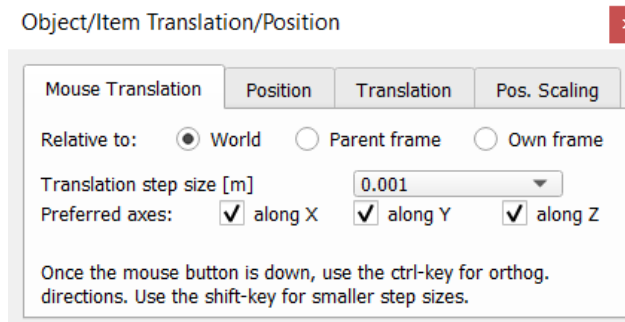 Object/Item Translation/Position
Mouse Translation Position Translation Pos. Scaling
Relative to: World Parent frame Own frame
Translation step size [m] 0.001
Preferred axes: along X along Y along Z
Once the mouse button is down, use the ctrl-key for orthog.
directions. Use the shift-key for smaller step sizes.